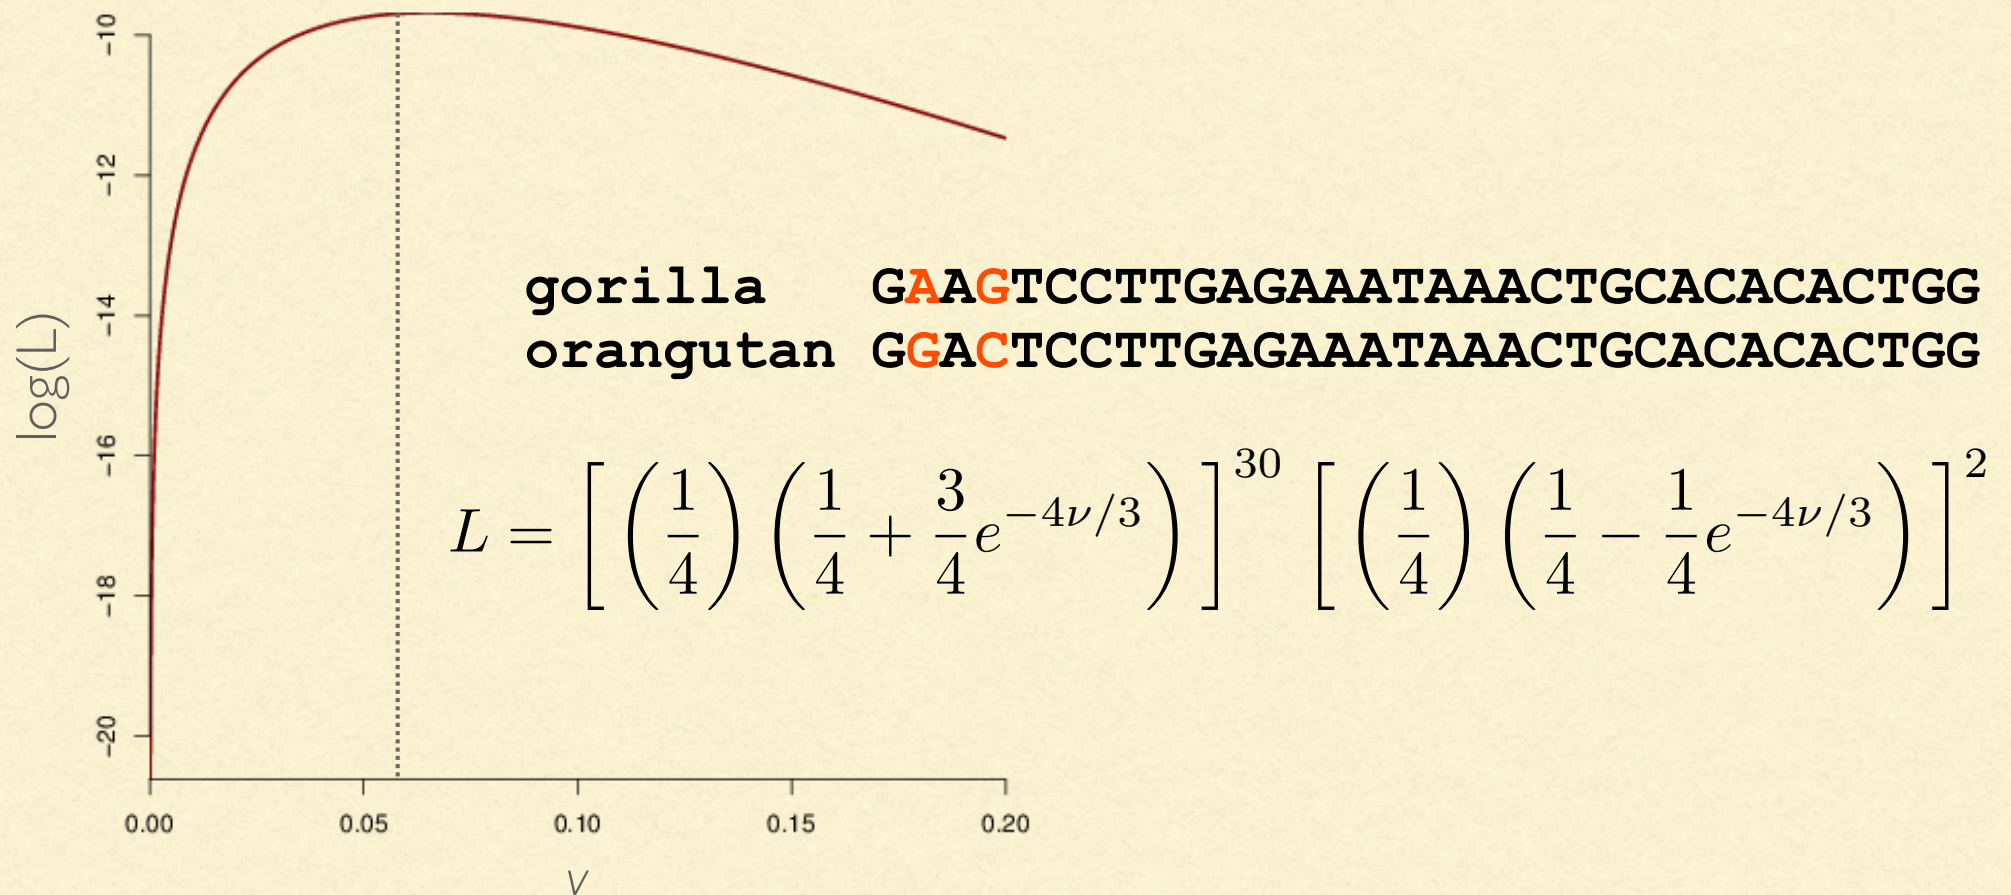 log(L)
-10
-12
-14
-16
-18
-20
gorilla GAAGTCCTTGAGAAATAAACTGCACACACTGG
orangutan GGACTCCTTGAGAAATAAACTGCACACACTGG
L = [ (1/4) (1/4 + 3/4 e^{-4ν/3}) ]^{30} [ (1/4) (1/4 − 1/4 e^{-4ν/3}) ]^2
0.00 0.05 0.10 0.15 0.20
ν